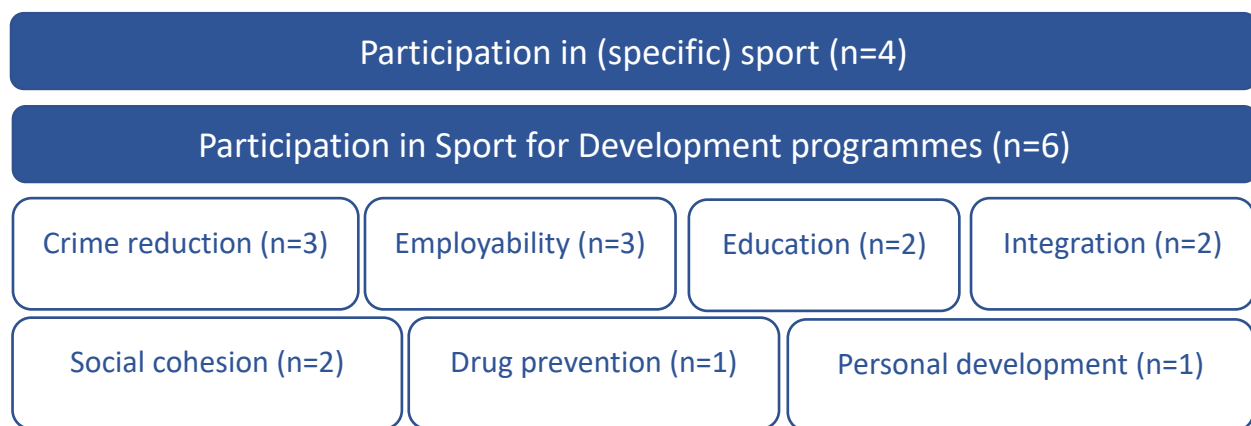 Participation in (specific) sport (n=4)
Participation in Sport for Development programmes (n=6)
Crime reduction (n=3)
Employability (n=3)
Education (n=2)
Integration (n=2)
Social cohesion (n=2)
Drug prevention (n=1)
Personal development (n=1)